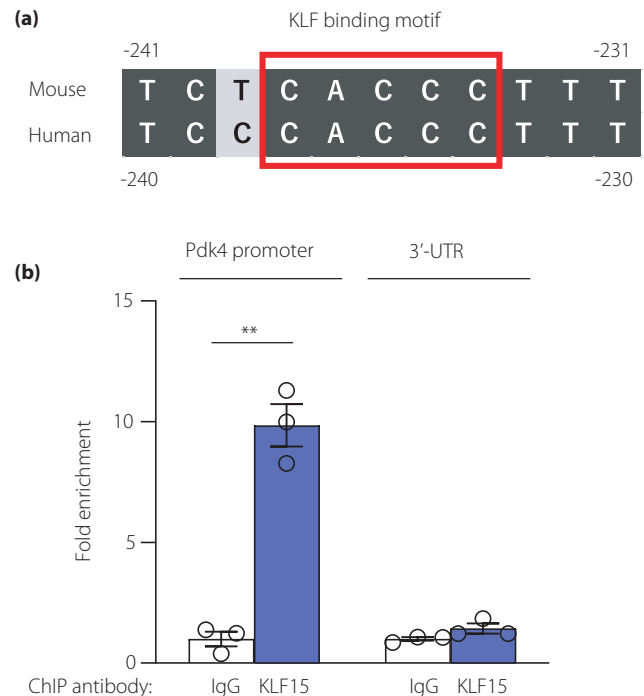 (a)
KLF binding motif
-241 -231
Mouse T C T C A C C C T T T
Human T C C C A C C C T T T
-240 -230
(b)
Pdk4 promoter 3’-UTR
15
**
10
Fold enrichment
5
0
ChIP antibody: IgG KLF15 IgG KLF15